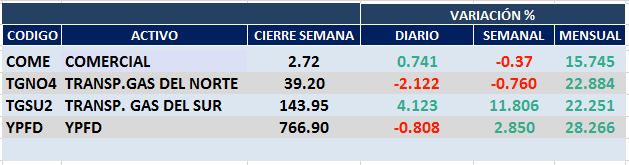 VARIACIÓN %
CODIGO ACTIVO CIERRE SEMANA DIARIO SEMANAL MENSUAL
COME COMERCIAL 2.72 0.741 -0.37 15.745
TGNO4 TRANSP.GAS DEL NORTE 39.20 -2.122 -0.760 22.884
TGSU2 TRANSP. GAS DEL SUR 143.95 4.123 11.806 22.251
YPFD YPFD 766.90 -0.808 2.850 28.266